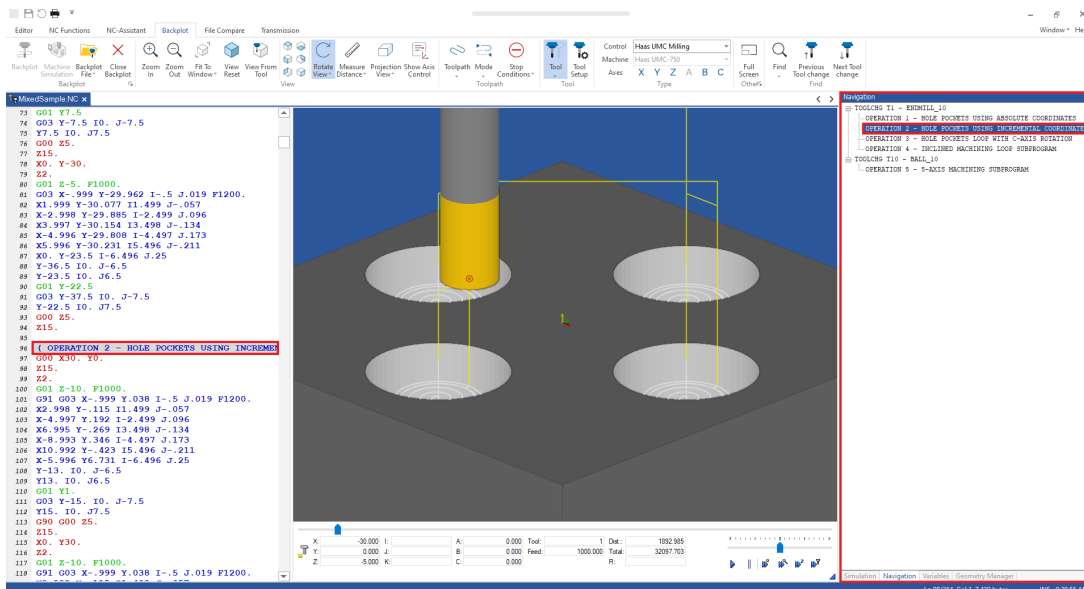 Editor NC Functions NC-Assistant Backplot File Compare Transmission Window
Backplot Machine Simulation Backplot File Close Backplot Zoom In Zoom Out Fit To Window View Reset View From Tool Rotate View Measure Distance Projection View Show Axis Control Toolpath Mode Stop Conditions Tool Tool Setup Control Haas UMC Milling Full Screen Find Previous Tool change Next Tool change
Machine Haas UMC-750
Axes X Y Z A B C
Backplot View Toolpath Tool Type Other Find
MixedSample.NC
73 G01 Y7.5
74 G03 Y-7.5 I0. J-7.5
75 Y7.5 I0. J7.5
76 G00 Z5.
77 Z15.
78 X0. Y-30.
79 Z2.
80 G01 Z-5. F1000.
81 G03 X-.999 Y-29.962 I-.5 J.019 F1200.
82 X1.999 Y-30.077 I1.499 J-.057
83 X-2.998 Y-29.885 I-2.499 J.096
84 X3.997 Y-30.154 I3.498 J-.134
85 X-4.996 Y-29.808 I-4.497 J.173
86 X5.996 Y-30.231 I5.496 J-.211
87 X0. Y-23.5 I-6.496 J.25
88 Y-36.5 I0. J-6.5
89 Y-23.5 I0. J6.5
90 G01 Y-22.5
91 G03 Y-37.5 I0. J-7.5
92 Y-22.5 I0. J7.5
93 G00 Z5.
94 Z15.
95
96 ( OPERATION 2 - HOLE POCKETS USING INCREMEN
97 G00 X30. Y0.
98 Z15.
99 Z2.
100 G01 Z-10. F1000.
101 G91 G03 X-.999 Y.038 I-.5 J.019 F1200.
102 X2.998 Y-.115 I1.499 J-.057
103 X-4.997 Y.192 I-2.499 J.096
104 X6.995 Y-.269 I3.498 J-.134
105 X-8.993 Y.346 I-4.497 J.173
106 X10.992 Y-.423 I5.496 J-.211
107 X-5.996 Y6.731 I-6.496 J.25
108 Y-13. I0. J-6.5
109 Y13. I0. J6.5
110 G01 Y1.
111 G03 Y-15. I0. J-7.5
112 Y15. I0. J7.5
113 G90 G00 Z5.
114 Z15.
115 X0. Y30.
116 Z2.
117 G01 Z-10. F1000.
118 G91 G03 X-.999 Y.038 I-.5 J.019 F1200.
X: -30.000 I: A: 0.000 Tool: 1 Dist.: 1892.985
Y: 0.000 J: B: 0.000 Feed: 1000.000 Total: 32097.703
Z: -5.000 K: C: 0.000 R:
Navigation
TOOLCHG T1 - ENDMILL_10
OPERATION 1 - HOLE POCKETS USING ABSOLUTE COORDINATES
OPERATION 2 - HOLE POCKETS USING INCREMENTAL COORDINATE
OPERATION 3 - HOLE POCKETS LOOP WITH C-AXIS ROTATION
OPERATION 4 - INCLINED MACHINING LOOP SUBPROGRAM
TOOLCHG T10 - BALL_10
OPERATION 5 - 5-AXIS MACHINING SUBPROGRAM
Simulation Navigation Variables Geometry Manager